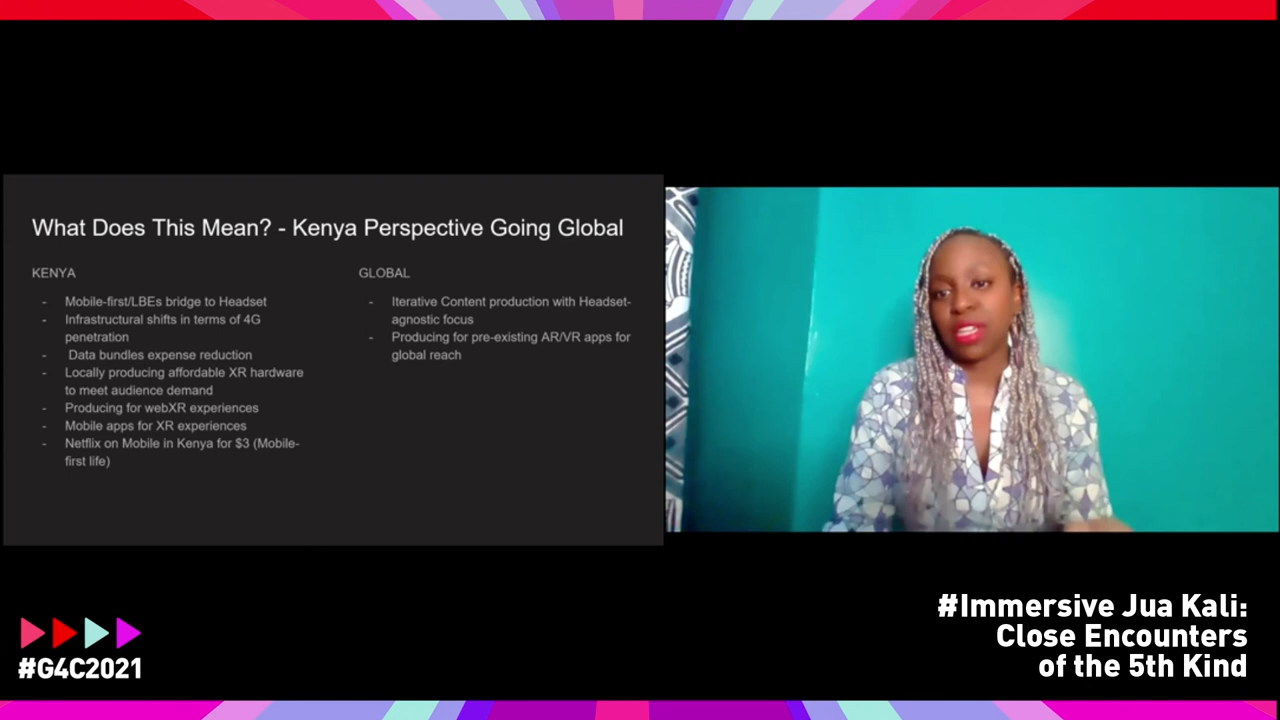 What Does This Mean? - Kenya Perspective Going Global
KENYA
- Mobile-first/LBEs bridge to Headset
- Infrastructural shifts in terms of 4G
penetration
- Data bundles expense reduction
- Locally producing affordable XR hardware
to meet audience demand
- Producing for webXR experiences
- Mobile apps for XR experiences
- Netflix on Mobile in Kenya for $3 (Mobile-
first life)
GLOBAL
- Iterative Content production with Headset-
agnostic focus
- Producing for pre-existing AR/VR apps for
global reach
#Immersive Jua Kali:
Close Encounters
of the 5th Kind
#G4C2021